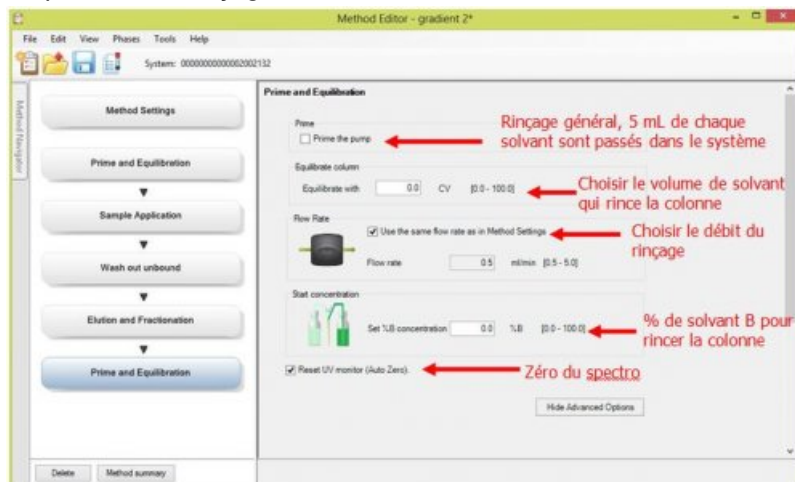 Method Editor - gradient 2*
File Edit View Phases Tools Help
System: 00000000000002002132
Method Navigator
Method Settings
Prime and Equilibration
Sample Application
Wash out unbound
Elution and Fractionation
Prime and Equilibration
Delete Method summary
Prime and Equilibration
Prime
Prime the pump
Rinçage général, 5 mL de chaque
solvant sont passés dans le système
Equilibrate column
Equilibrate with 0.0 CV [0.0 - 100.0]
Choisir le volume de solvant
qui rince la colonne
Flow Rate
Use the same flow rate as in Method Settings
Choisir le débit du
rinçage
Flow rate 0.5 ml/min [0.5 - 5.0]
Start concentration
Set %B concentration 0.0 %B [0.0 - 100.0]
% de solvant B pour
rincer la colonne
Reset UV monitor (Auto Zero).
Zéro du spectro
Hide Advanced Options